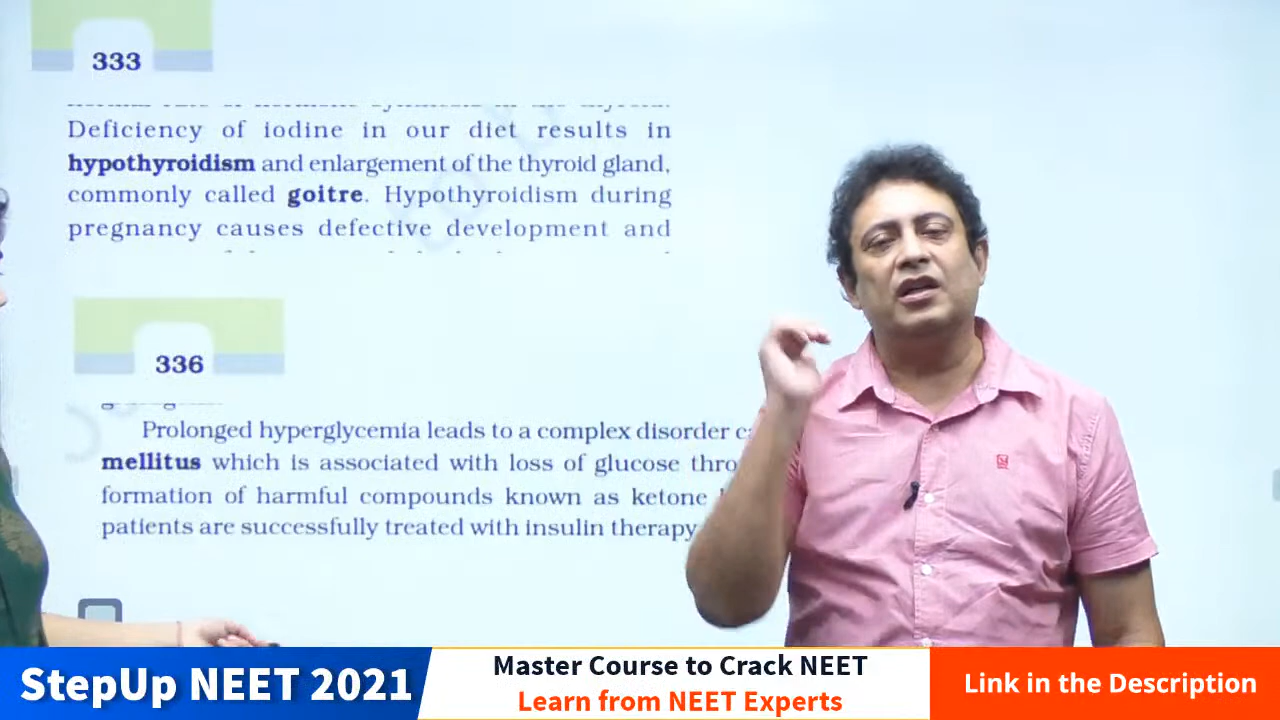 333
Deficiency of iodine in our diet results in
hypothyroidism and enlargement of the thyroid gland,
commonly called goitre. Hypothyroidism during
pregnancy causes defective development and
336
Prolonged hyperglycemia leads to a complex disorder
mellitus which is associated with loss of glucose
formation of harmful compounds known as ketone
patients are successfully treated with insulin therapy
StepUp NEET 2021
Master Course to Crack NEET
Learn from NEET Experts
Link in the Description